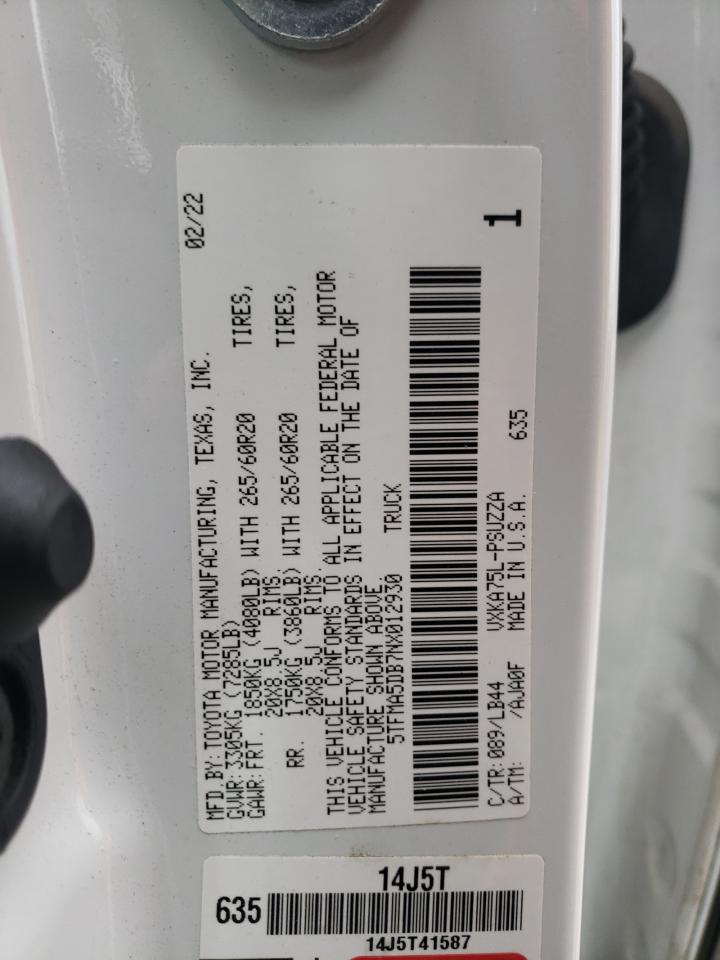 MFD BY: TOYOTA MOTOR MANUFACTURING, TEXAS, INC. 02/22
GVWR: 3305KG (7285LB)
GAWR: FRT. 1850KG (4080LB) WITH 265/60R20 TIRES,
20X8.5J RIMS
RR. 1750KG (3860LB) WITH 265/60R20 TIRES,
20X8.5J RIMS.
THIS VEHICLE CONFORMS TO ALL APPLICABLE FEDERAL MOTOR
VEHICLE SAFETY STANDARDS IN EFFECT ON THE DATE OF
MANUFACTURE SHOWN ABOVE.
5TFMA5DB7NX012930 TRUCK
C/TR: 089/LB44 VXKA75L-PSUZZA
A/TM: /AJA0F MADE IN U.S.A. 635
1
14J5T
635
14J5T41587